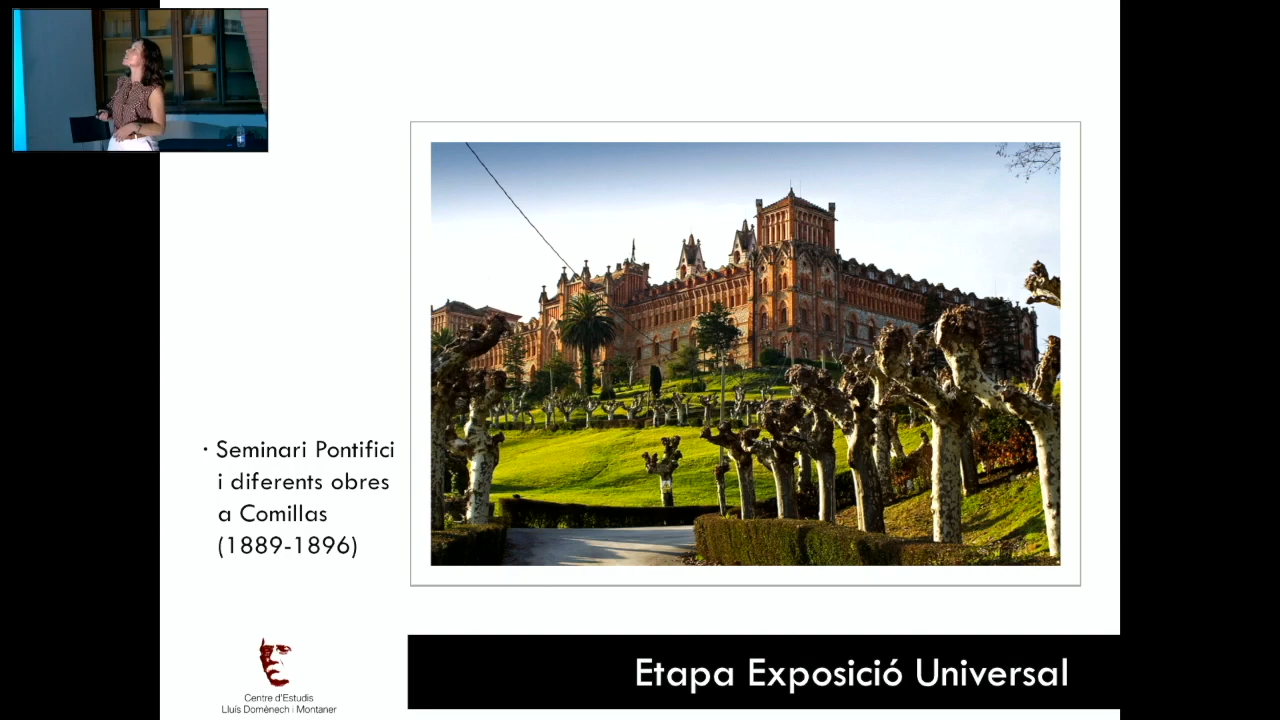 · Seminari Pontifici
i diferents obres
a Comillas
(1889-1896)
Centre d'Estudis
Lluís Domènech i Montaner
Etapa Exposició Universal